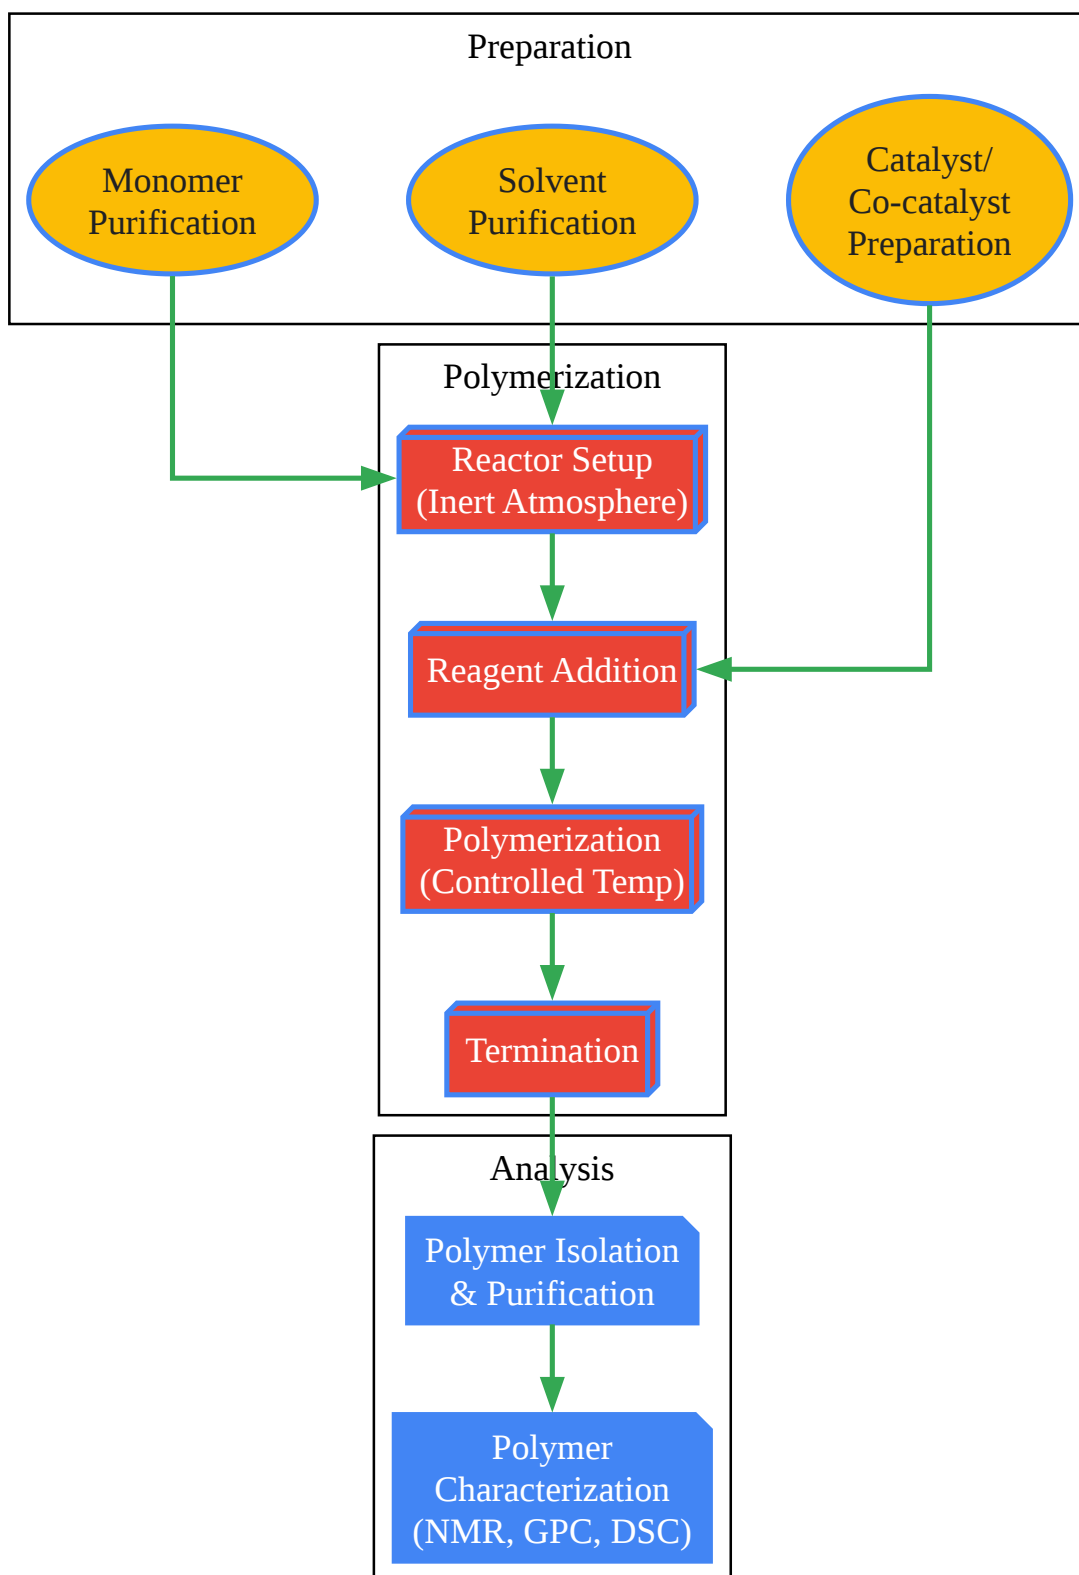 Preparation
Monomer
Purification
Solvent
Purification
Catalyst/
Co-catalyst
Preparation
Polymerization
Reactor Setup
(Inert Atmosphere)
Reagent Addition
Polymerization
(Controlled Temp)
Termination
Analysis
Polymer Isolation
& Purification
Polymer
Characterization
(NMR, GPC, DSC)